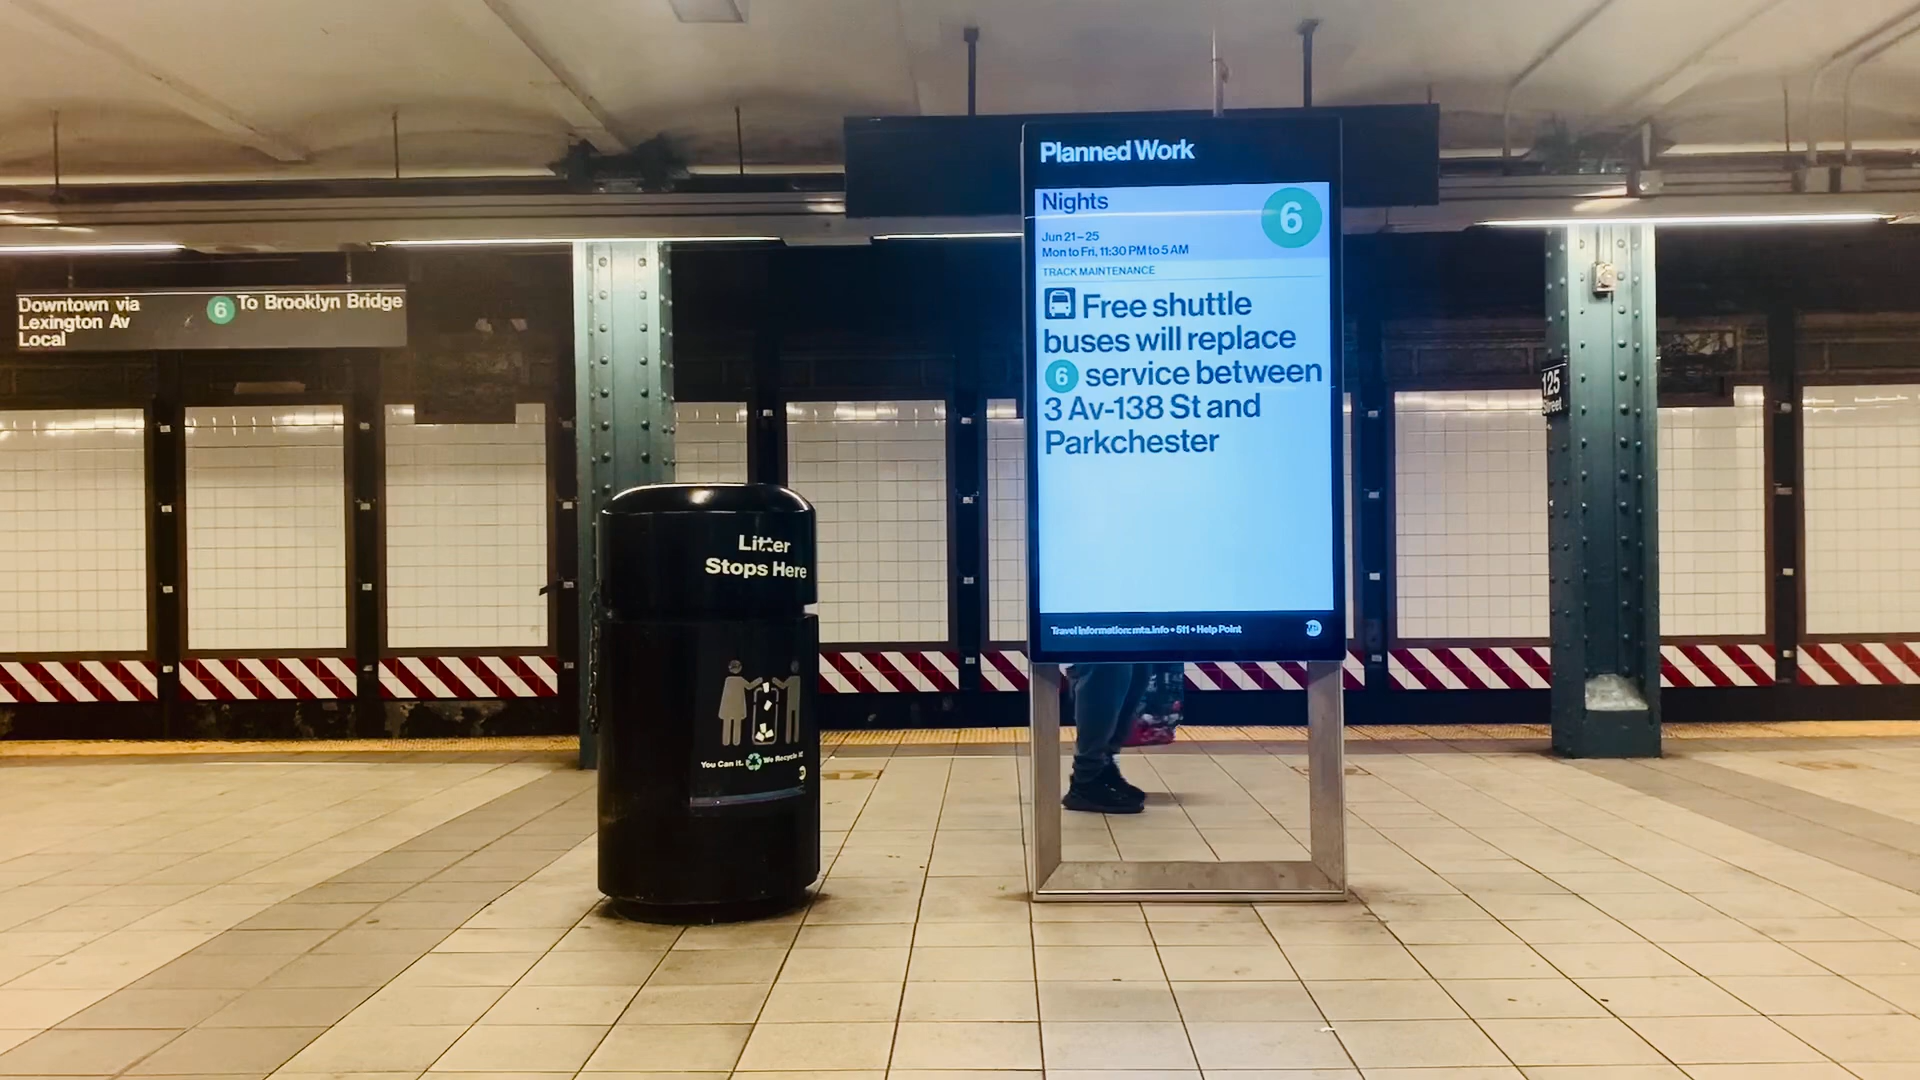 Downtown via
Lexington Av
Local
6 To Brooklyn Bridge
Litter
Stops Here
You Can it. We Recycle it
Planned Work
Nights
6
Jun 21–25
Mon to Fri, 11:30 PM to 5 AM
TRACK MAINTENANCE
Free shuttle
buses will replace
6 service between
3 Av-138 St and
Parkchester
Travel Information: mta.info • 511 • Help Point
MTA
125
Street